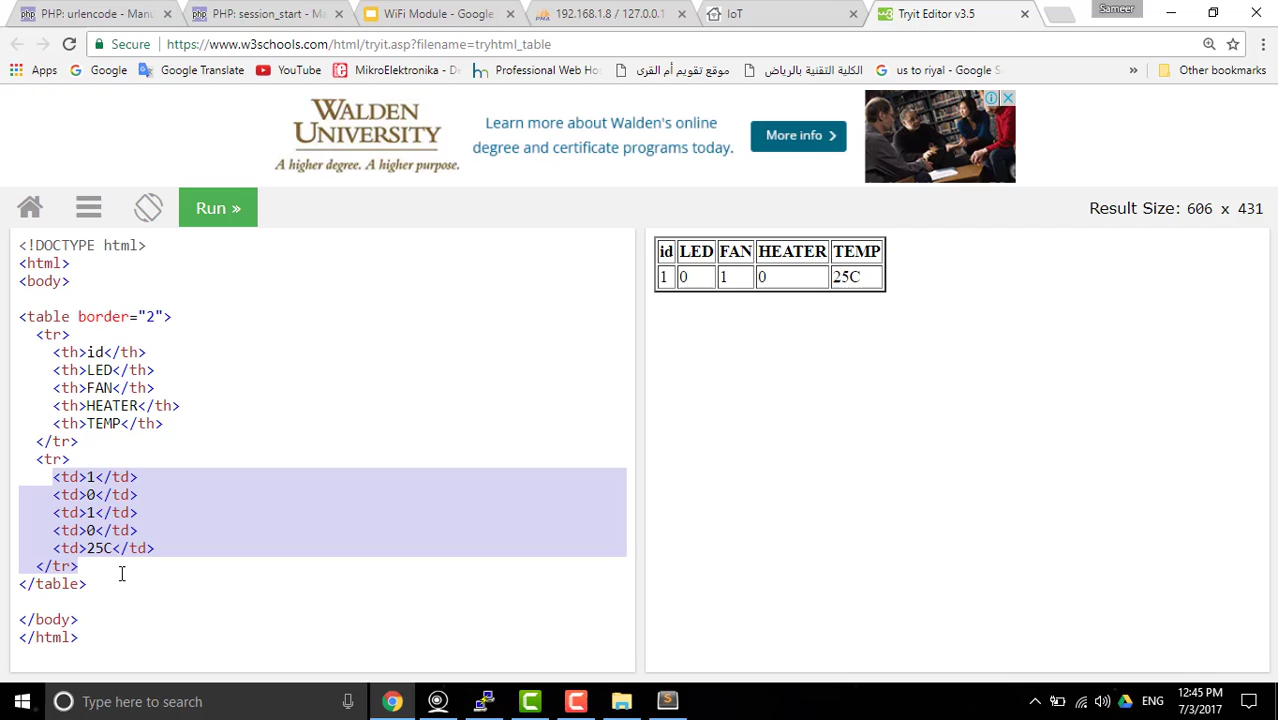 PHP: urlencode - Manu
PHP: session_start - Ma
WiFi Module - Google
192.168.1.8 / 127.0.0.1
IoT
Tryit Editor v3.5
Sameer
Secure
https://www.w3schools.com/html/tryit.asp?filename=tryhtml_table
Apps
Google
Google Translate
YouTube
MikroElektronika - De
Professional Web Hos
موقع تقويم أم القرى
الكلية التقنية بالرياض
us to riyal - Google S
»
Other bookmarks
WALDEN
UNIVERSITY
A higher degree. A higher purpose.
Learn more about Walden's online
degree and certificate programs today.
More info
Run »
Result Size: 606 x 431
<!DOCTYPE html>
<html>
<body>
<table border="2">
<tr>
<th>id</th>
<th>LED</th>
<th>FAN</th>
<th>HEATER</th>
<th>TEMP</th>
</tr>
<tr>
<td>1</td>
<td>0</td>
<td>1</td>
<td>0</td>
<td>25C</td>
</tr>
</table>
</body>
</html>
id LED FAN HEATER TEMP
1 0 1 0 25C
Type here to search
ENG
12:45 PM
7/3/2017